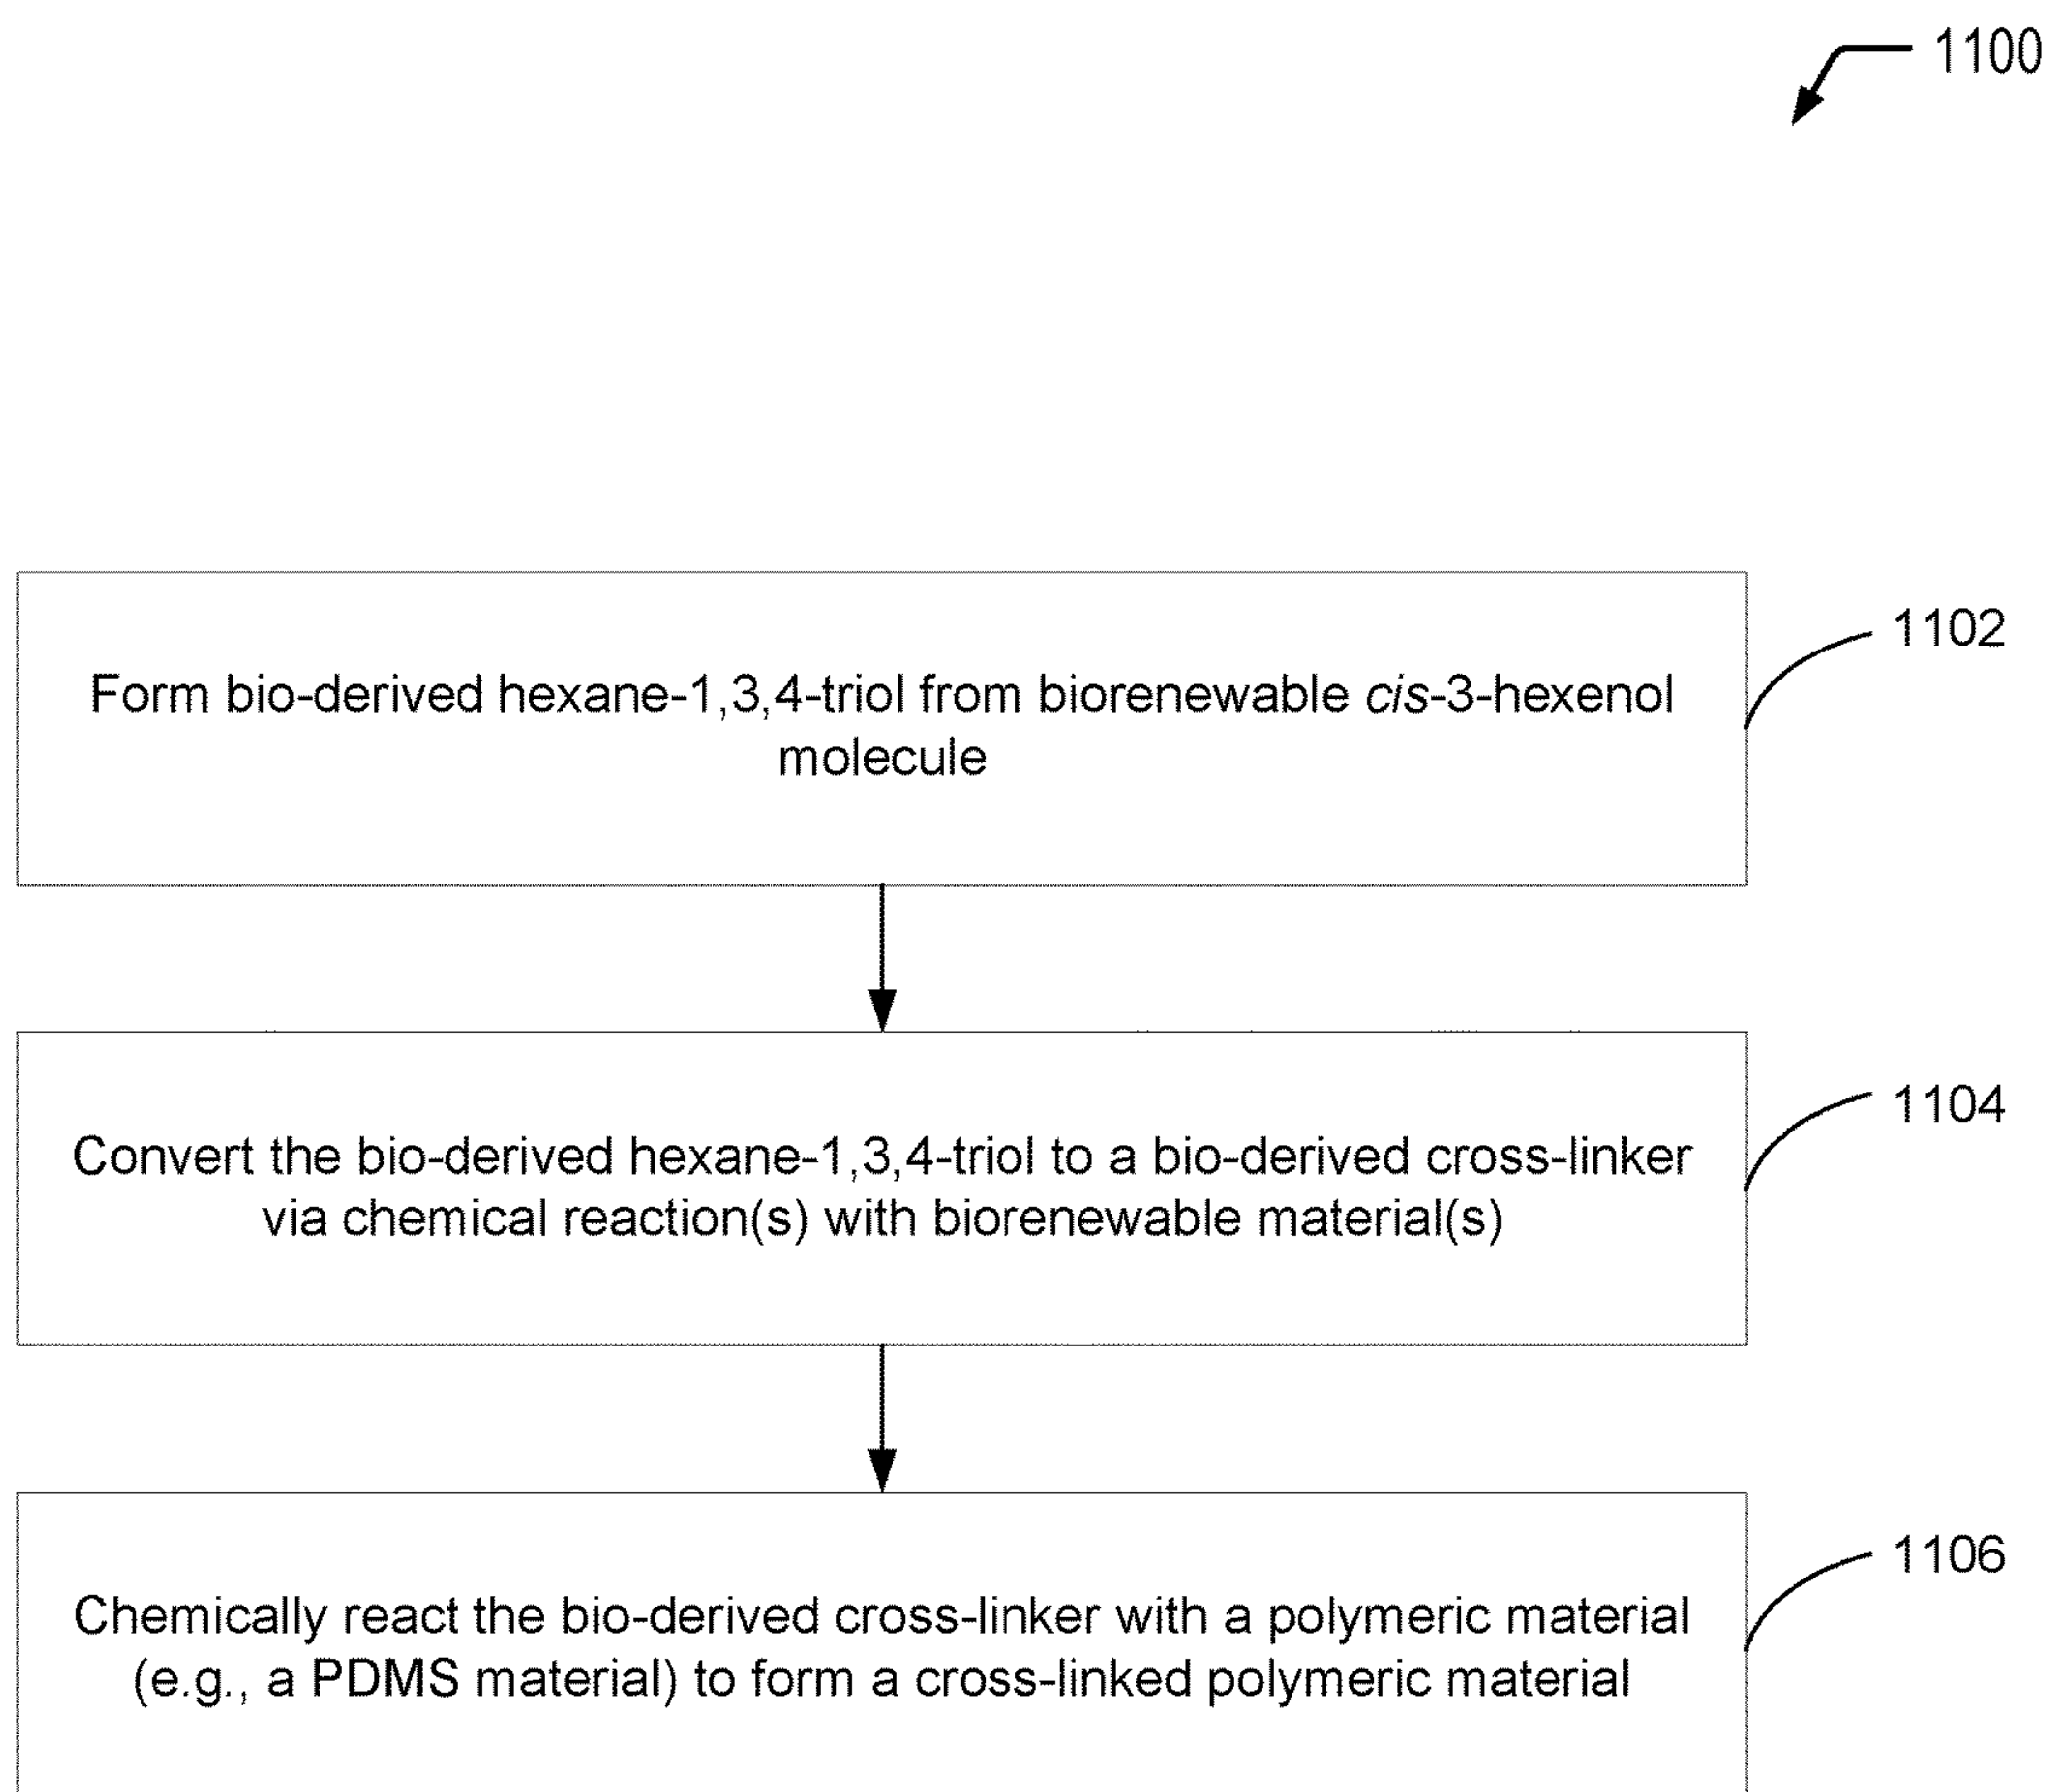 1100
Form bio-derived hexane-1,3,4-triol from biorenewable cis-3-hexenol
molecule
1102
Convert the bio-derived hexane-1,3,4-triol to a bio-derived cross-linker
via chemical reaction(s) with biorenewable material(s)
1104
Chemically react the bio-derived cross-linker with a polymeric material
(e.g., a PDMS material) to form a cross-linked polymeric material
1106